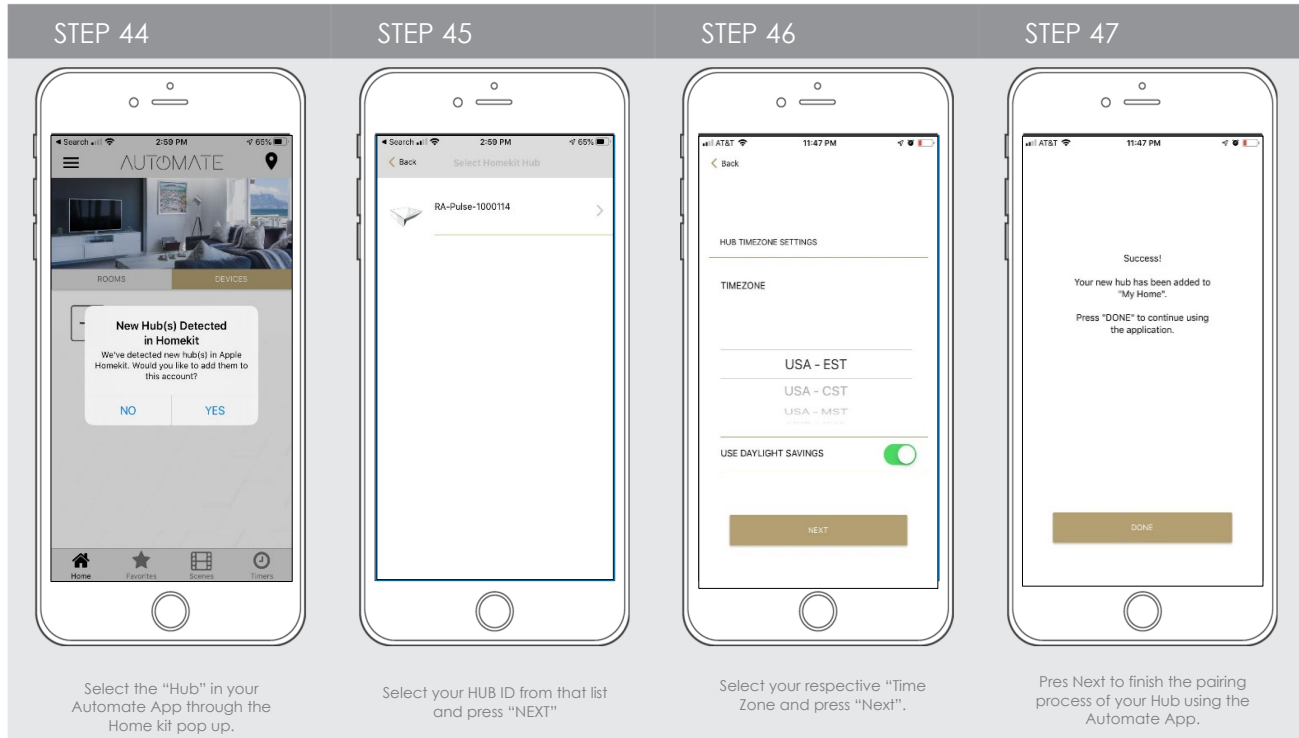 STEP 44
STEP 45
STEP 46
STEP 47
Search
2:59 PM
65%
AUTOMATE
ROOMS
DEVICES
New Hub(s) Detected
in Homekit
We've detected new hub(s) in Apple
Homekit. Would you like to add them to
this account?
NO
YES
Home
Favorites
Scenes
Timers
Select the “Hub” in your
Automate App through the
Home kit pop up.
Search
2:59 PM
65%
Back
Select Homekit Hub
RA-Pulse-1000114
Select your HUB ID from that list
and press “NEXT”
AT&T
11:47 PM
Back
HUB TIMEZONE SETTINGS
TIMEZONE
USA - EST
USA - CST
USA - MST
USE DAYLIGHT SAVINGS
NEXT
Select your respective “Time
Zone and press “Next”.
AT&T
11:47 PM
Success!
Your new hub has been added to
"My Home".
Press "DONE" to continue using
the application.
DONE
Pres Next to finish the pairing
process of your Hub using the
Automate App.